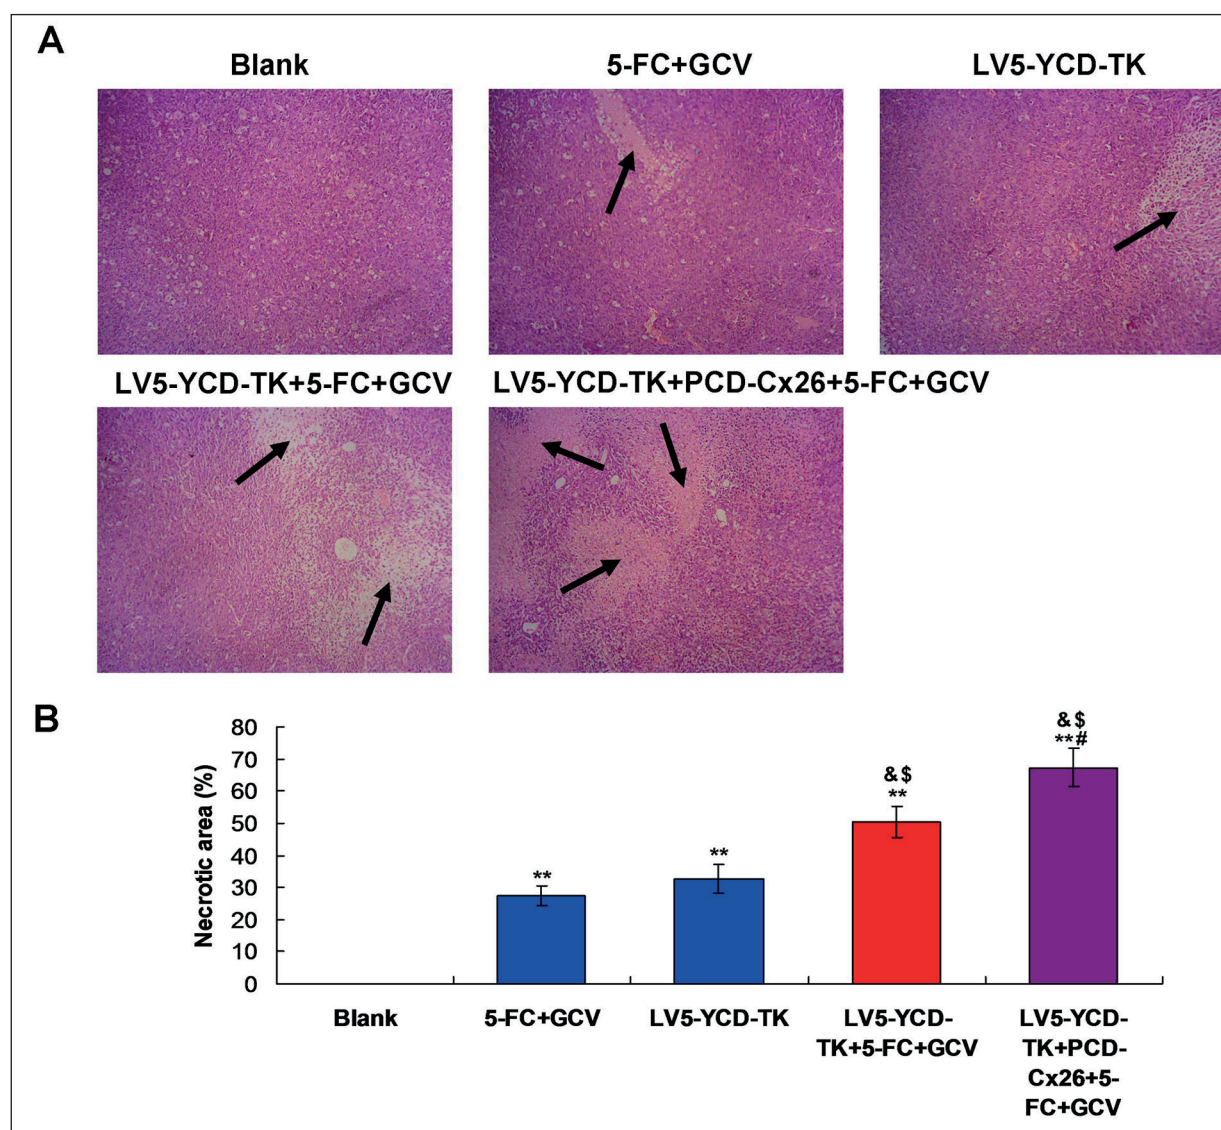 A
Blank
5-FC+GCV
LV5-YCD-TK
LV5-YCD-TK+5-FC+GCV
LV5-YCD-TK+PCD-Cx26+5-FC+GCV
B
Necrotic area (%)
80
70
60
50
40
30
20
10
0
**
**
&$
**
&$
**#
Blank
5-FC+GCV
LV5-YCD-TK
LV5-YCD-
TK+5-FC+GCV
LV5-YCD-
TK+PCD-
Cx26+5-
FC+GCV